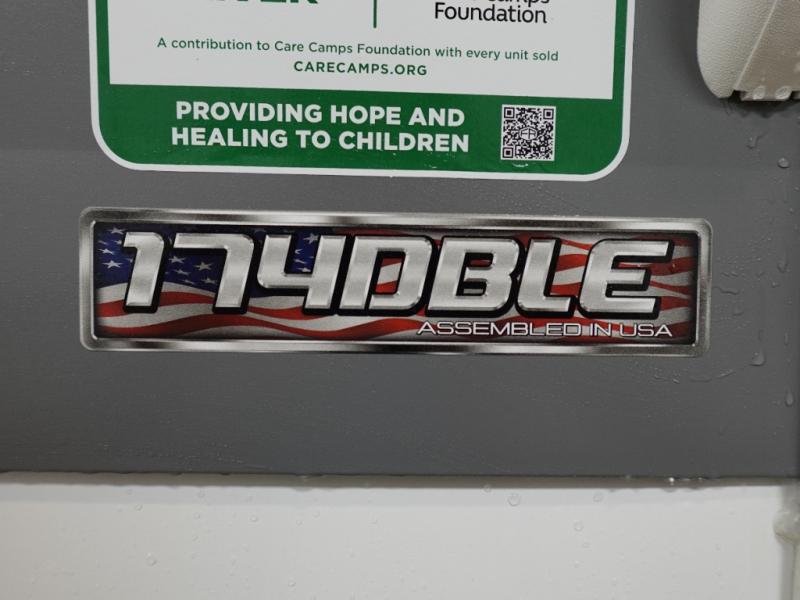 Foundation
A contribution to Care Camps Foundation with every unit sold
CARECAMPS.ORG
PROVIDING HOPE AND
HEALING TO CHILDREN
174DBLE
ASSEMBLED IN USA